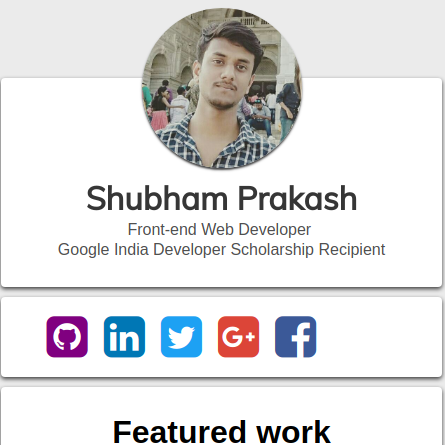 Shubham Prakash
Front-end Web Developer
Google India Developer Scholarship Recipient
in G+ f
Featured work